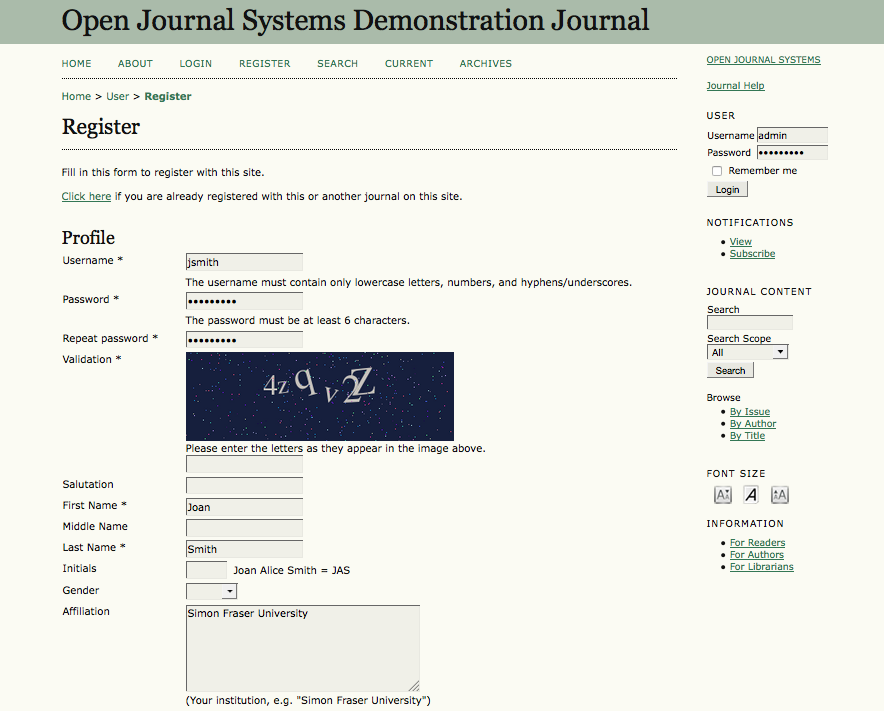 Open Journal Systems Demonstration Journal
HOME ABOUT LOGIN REGISTER SEARCH CURRENT ARCHIVES
Home > User > Register
Register
Fill in this form to register with this site.
Click here if you are already registered with this or another journal on this site.
Profile
Username * jsmith
The username must contain only lowercase letters, numbers, and hyphens/underscores.
Password * •••••••••
The password must be at least 6 characters.
Repeat password * •••••••••
Validation *
4zqv2Z
Please enter the letters as they appear in the image above.
Salutation
First Name * Joan
Middle Name
Last Name * Smith
Initials Joan Alice Smith = JAS
Gender
Affiliation Simon Fraser University
(Your institution, e.g. "Simon Fraser University")
OPEN JOURNAL SYSTEMS
Journal Help
USER
Username admin
Password •••••••••
Remember me
Login
NOTIFICATIONS
View
Subscribe
JOURNAL CONTENT
Search
Search Scope
All
Search
Browse
By Issue
By Author
By Title
FONT SIZE
A A A
INFORMATION
For Readers
For Authors
For Librarians